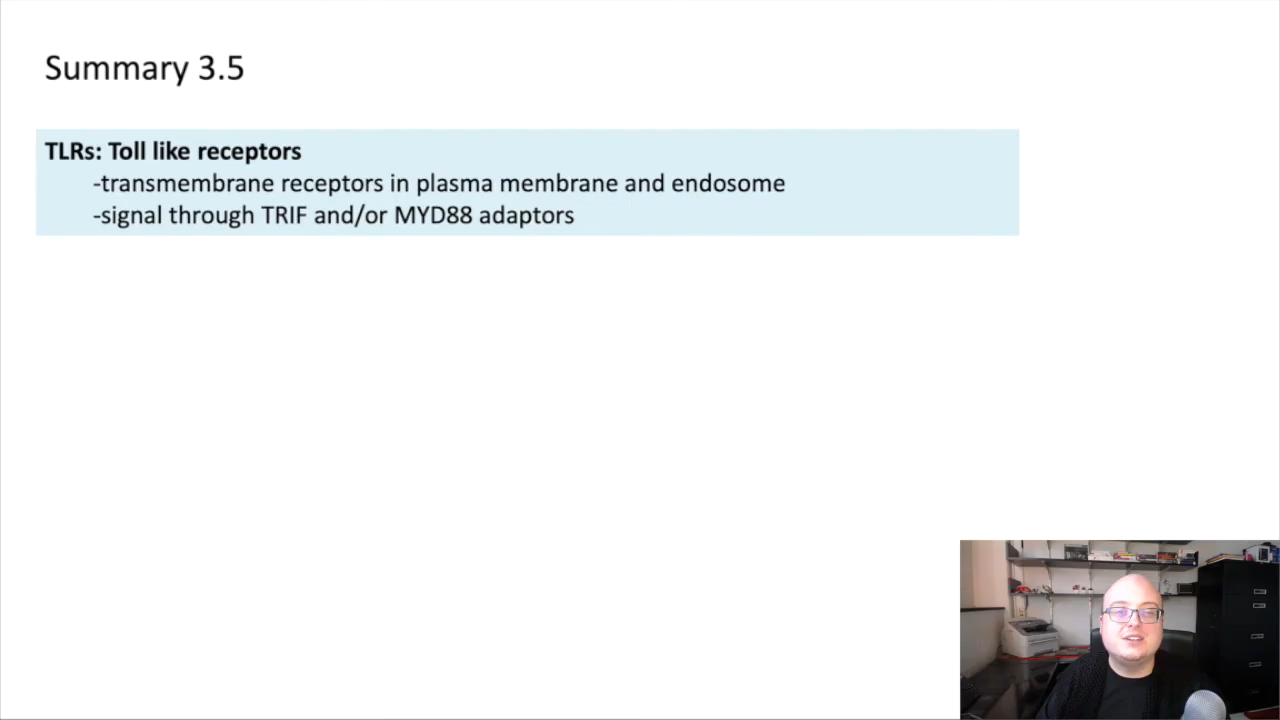 Summary 3.5
TLRs: Toll like receptors
-transmembrane receptors in plasma membrane and endosome
-signal through TRIF and/or MYD88 adaptors